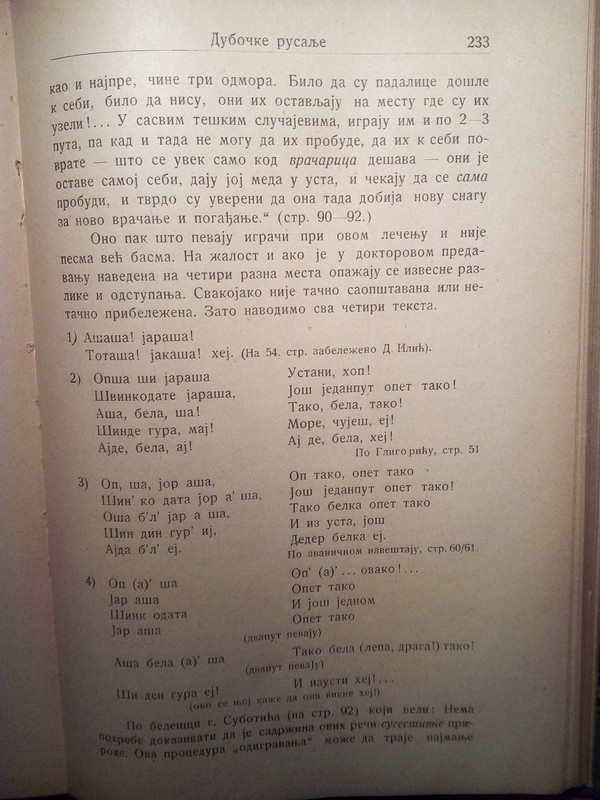 Дубочке русаље 233
као и најпре, чине три одмора. Било да су падалице дошле
к себи, било да нису, они их остављају на месту где су их
узели!... У сасвим тешким случајевима, играју им и по 2—3
пута, па кад и тада не могу да их пробуде, да их к себи по-
врате — што се увек само код врачарица дешава — они је
оставе самој себи, дају јој меда у уста, и чекају да се сама
пробуди, и тврдо су уверени да она тада добија нову снагу
за ново врачање и погађање.“ (стр. 90—92.)
Оно пак што певају играчи при овом лечењу и није
песма већ басма. На жалост и ако је у докторовом преда-
вању наведена на четири разна места опажају се извесне раз-
лике и одступања. Свакојако није тачно саопштавана или не-
тачно прибележена. Зато наводимо сва четири текста.
1) Ашаша! јараша!
Тоташа! јакаша! хеј. (На 54. стр. забележено Д. Илић).
2) Опша ши јараша Устани, хоп!
Швинкодате јараша, Још једанпут опет тако!
Аша, бела, ша! Тако, бела, тако!
Шинде гура, мај! Море, чујеш, еј!
Ајде, бела, ај! Ај де, бела, хеј!
По Глигорићу, стр. 51
3) Оп, ша, јор аша, Оп тако, опет тако
Шин’ ко дата јор а’ ша, Још једанпут опет тако!
Оша б’л’ јар а ша, Тако белка опет тако
Шин дин гур’ иј, И из уста, још
Ајда б’л’ еј. Дедер белка еј.
По званичном извештају, стр. 60/61.
4) Оп (а)’ ша Оп’ (а)’... овако!...
Јар аша Опет тако
Шинк одата И још једном
Јар аша Опет тако
(двапут певају)
Аша бела (а)’ ша Тако бела (лепа, драга!) тако!
(двапут певају)
Ши ден гура еј! И изусти хеј!...
(ово се њој каже да она викне хеј!)
По белешци г. Суботића (на стр. 92) који вели: Нема
потребе доказивати да је садржина ових речи сугестивне при-
роде. Ова процедура „одигравања“ може да траје најмање